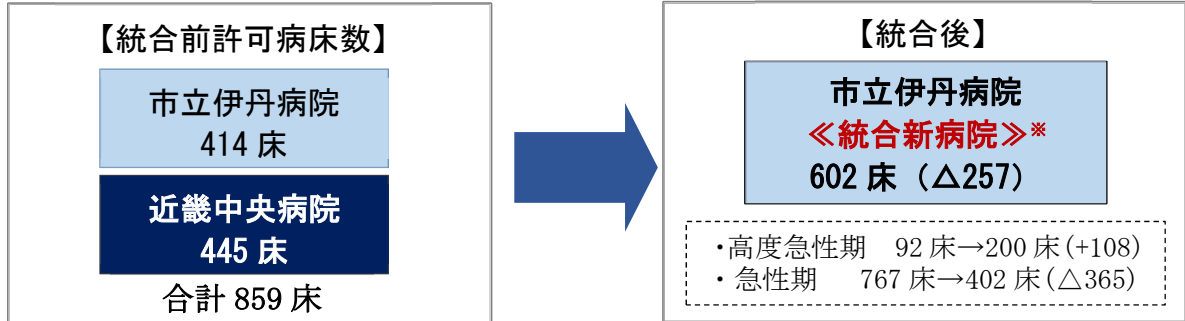 【統合前許可病床数】
市立伊丹病院
414 床
近畿中央病院
445 床
合計 859 床
【統合後】
市立伊丹病院
≪統合新病院≫※
602 床（△257）
・高度急性期　92 床→200 床(+108)
・急性期　767 床→402 床(△365)